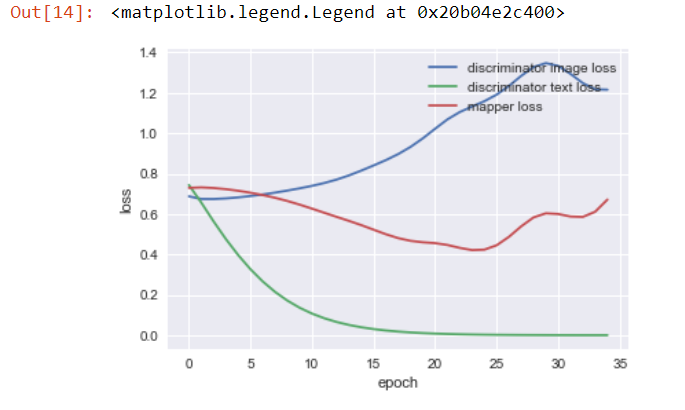 Out[14]: <matplotlib.legend.Legend at 0x20b04e2c400>
1.4
discriminator image loss
discriminator text loss
mapper loss
1.2
1.0
0.8
0.6
0.4
0.2
0.0
loss
0 5 10 15 20 25 30 35
epoch